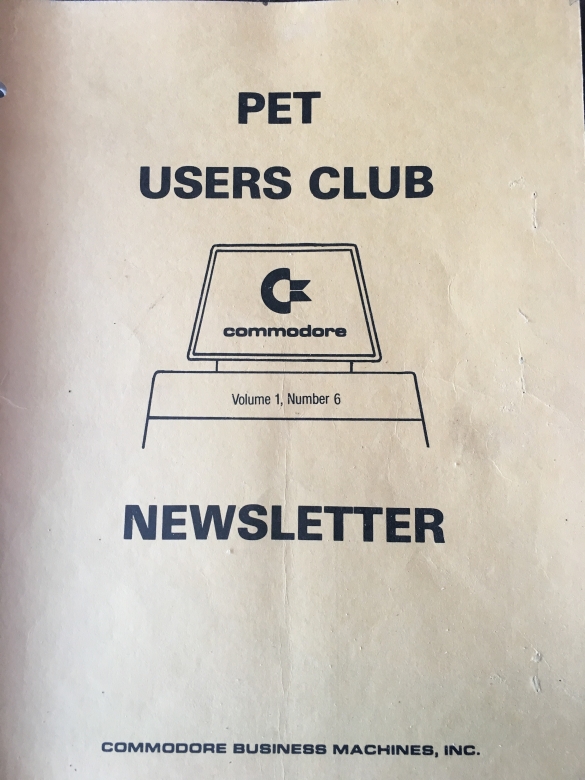 PET
USERS CLUB
commodore
Volume 1, Number 6
NEWSLETTER
COMMODORE BUSINESS MACHINES, INC.